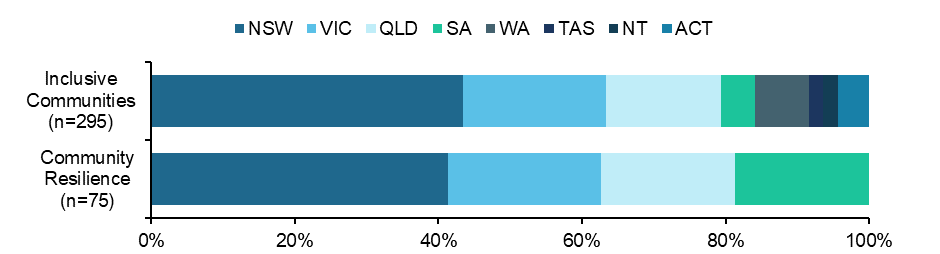 NSW VIC QLD SA WA TAS NT ACT
Inclusive
Communities
(n=295)
Community
Resilience
(n=75)
0% 20% 40% 60% 80% 100%